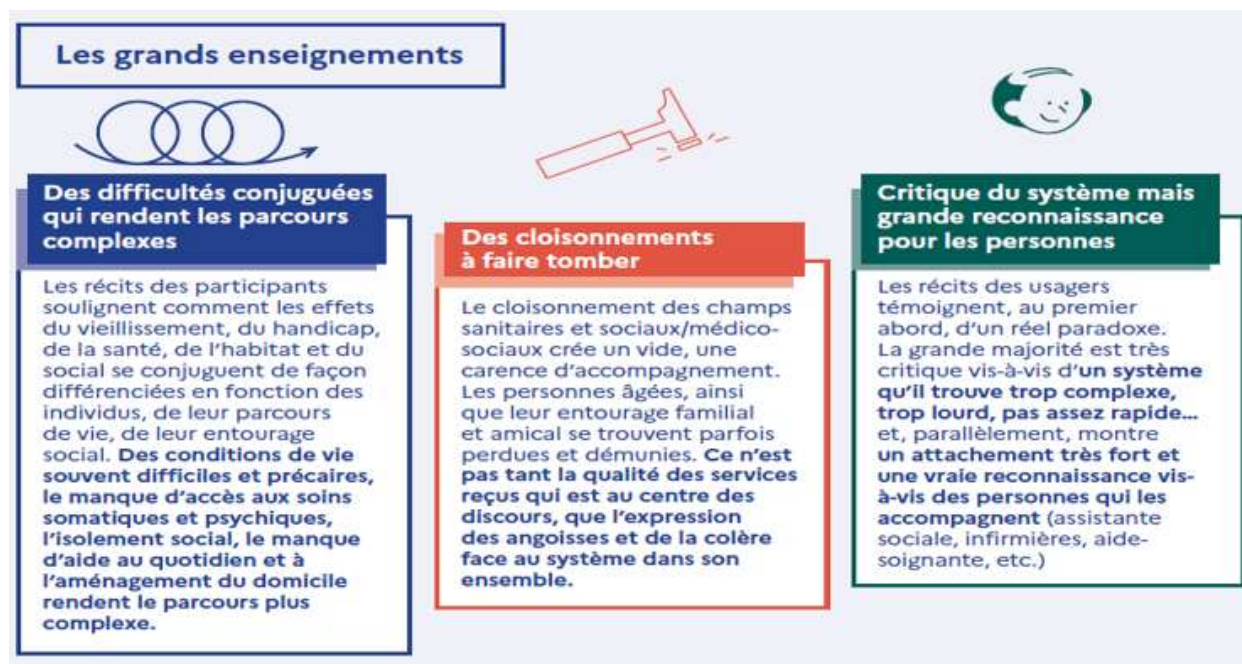 Les grands enseignements
Des difficultés conjuguées
qui rendent les parcours
complexes
Les récits des participants
soulignent comment les effets
du vieillissement, du handicap,
de la santé, de l'habitat et du
social se conjuguent de façon
différenciées en fonction des
individus, de leur parcours
de vie, de leur entourage
social. Des conditions de vie
souvent difficiles et précaires,
le manque d'accès aux soins
somatiques et psychiques,
l'isolement social, le manque
d'aide au quotidien et à
l'aménagement du domicile
rendent le parcours plus
complexe.
Des cloisonnements
à faire tomber
Le cloisonnement des champs
sanitaires et sociaux/médico-
sociaux crée un vide, une
carence d'accompagnement.
Les personnes âgées, ainsi
que leur entourage familial
et amical se trouvent parfois
perdues et démunies. Ce n'est
pas tant la qualité des services
reçus qui est au centre des
discours, que l'expression
des angoisses et de la colère
face au système dans son
ensemble.
Critique du système mais
grande reconnaissance
pour les personnes
Les récits des usagers
témoignent, au premier
abord, d'un réel paradoxe.
La grande majorité est très
critique vis-à-vis d'un système
qu'il trouve trop complexe,
trop lourd, pas assez rapide...
et, parallèlement, montre
un attachement très fort et
une vraie reconnaissance vis-
à-vis des personnes qui les
accompagnent (assistante
sociale, infirmières, aide-
soignante, etc.)